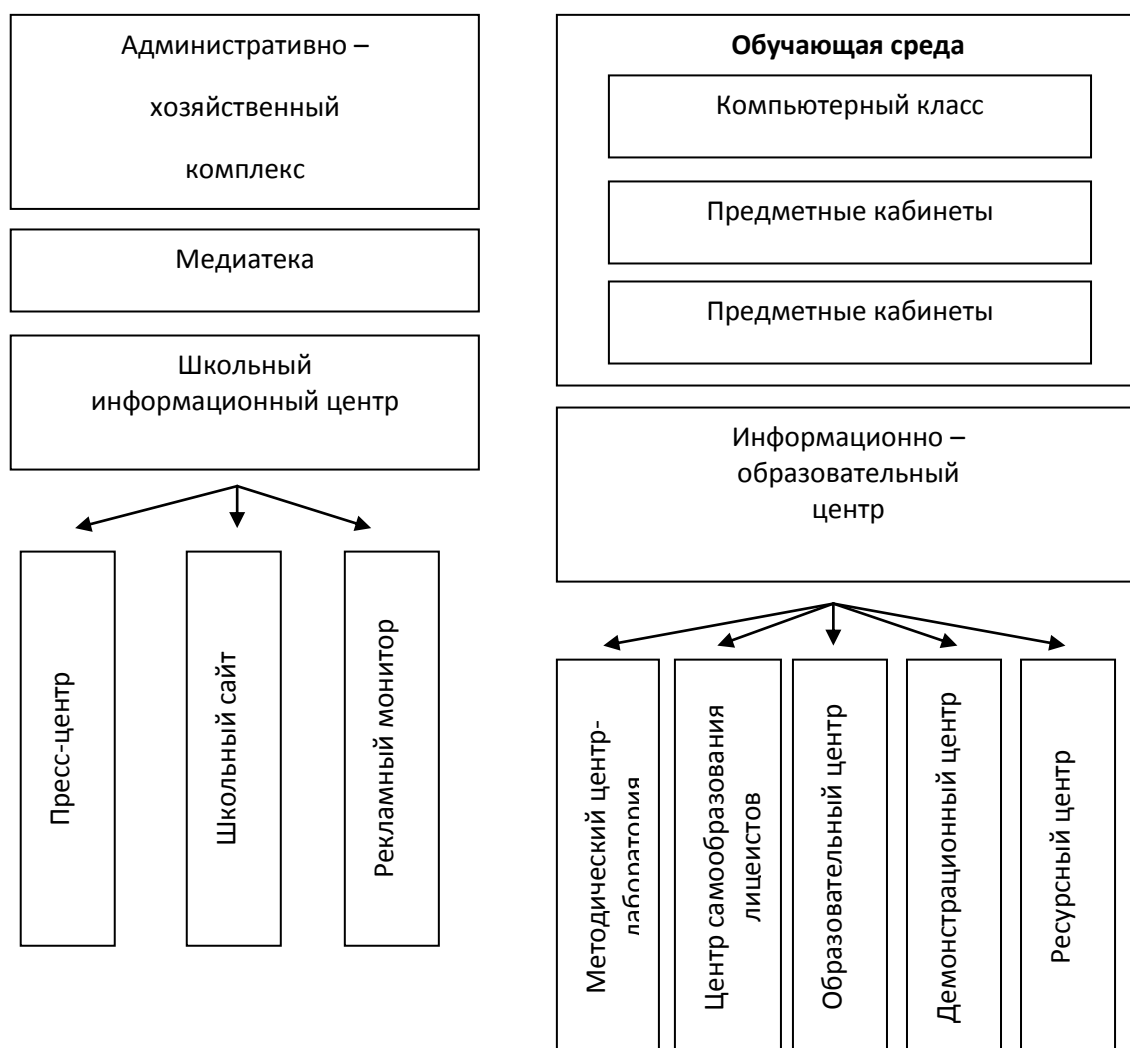 Административно –
хозяйственный
комплекс
Медиатека
Школьный
информационный центр
Пресс-центр
Школьный сайт
Рекламный монитор
Обучающая среда
Компьютерный класс
Предметные кабинеты
Предметные кабинеты
Информационно –
образовательный
центр
Методический центр-
лаборатория
Центр самообразования
лицеистов
Образовательный центр
Демонстрационный центр
Ресурсный центр